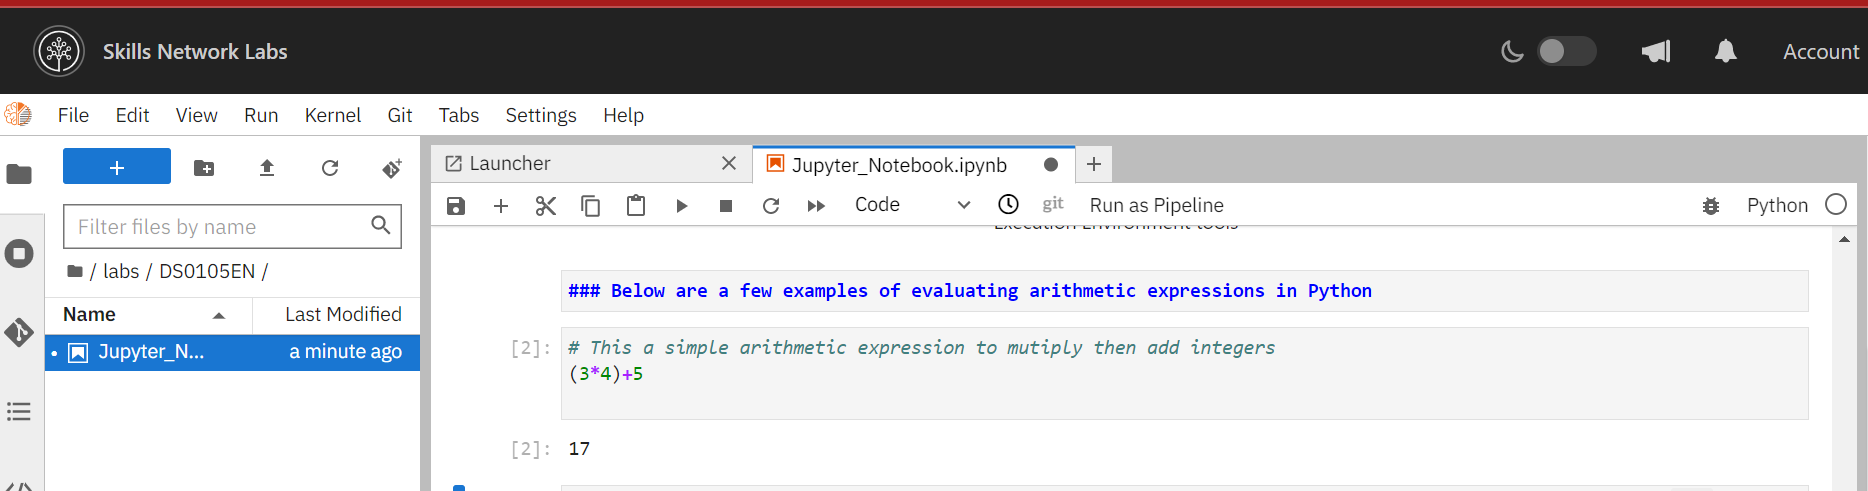 Skills Network Labs
Account
File Edit View Run Kernel Git Tabs Settings Help
Launcher
Jupyter_Notebook.ipynb
Filter files by name
Code
git
Run as Pipeline
Python
/ labs / DS0105EN /
Execution Environment tools
Name
Last Modified
Jupyter_N...
a minute ago
### Below are a few examples of evaluating arithmetic expressions in Python
[2]:
# This a simple arithmetic expression to mutiply then add integers
(3*4)+5
[2]:
17